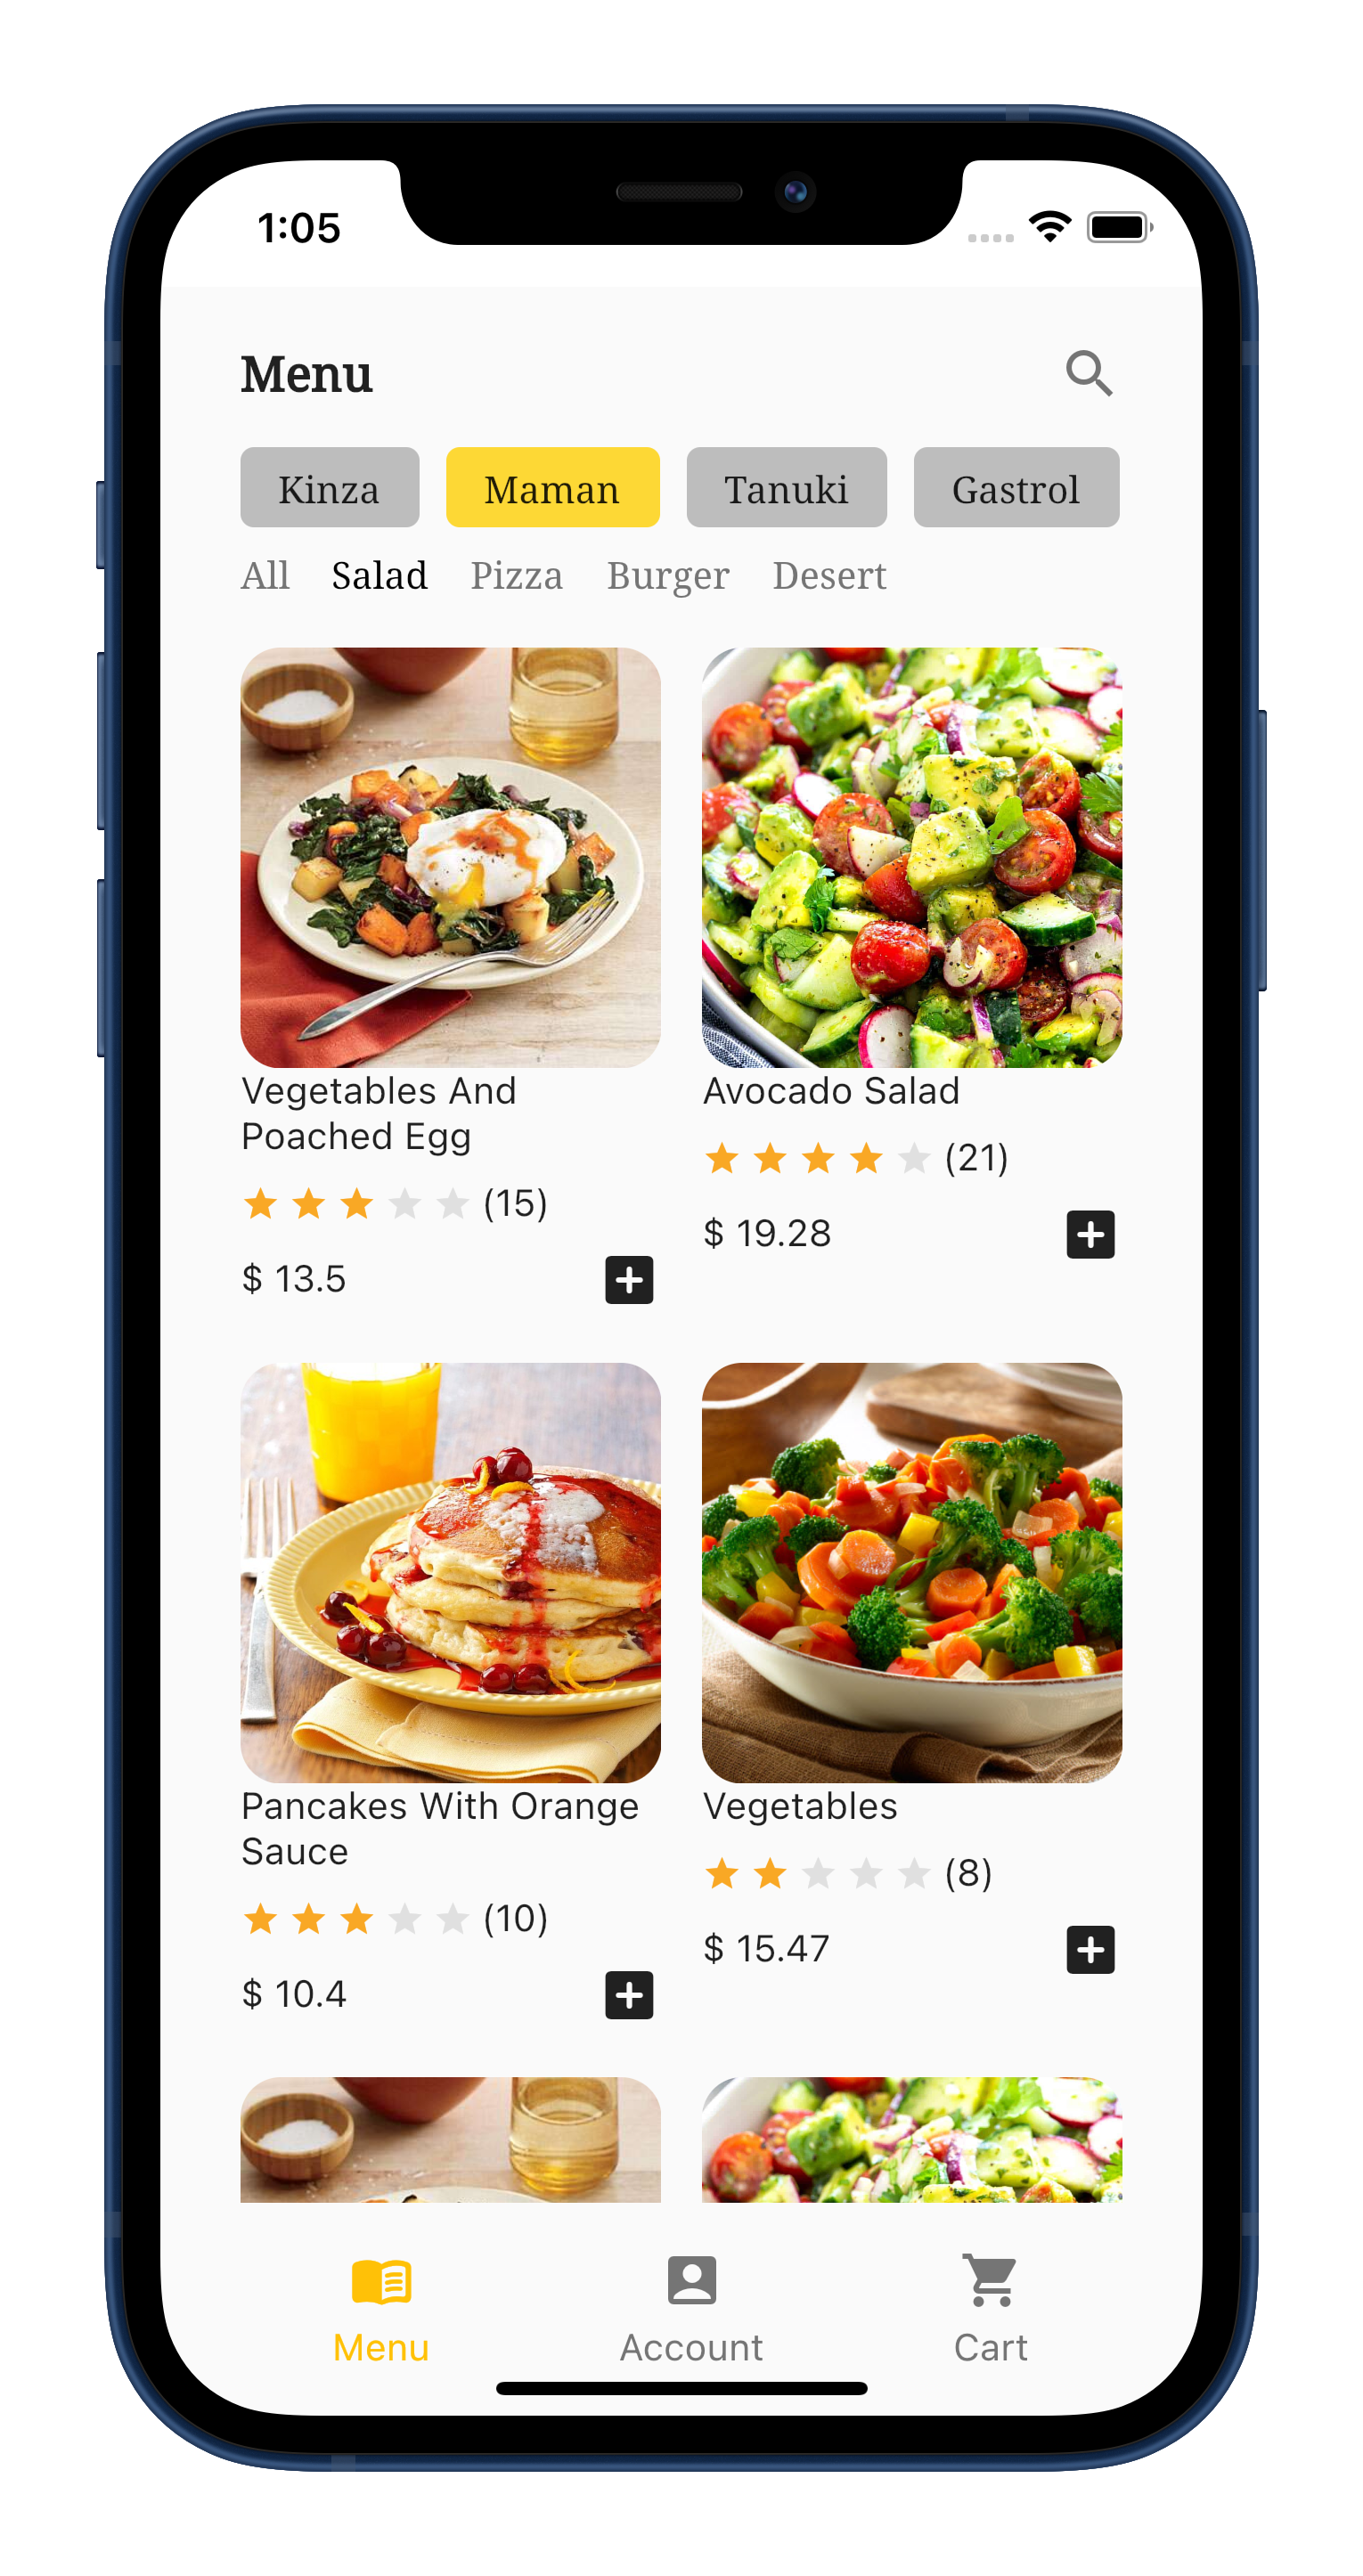 1:05
Menu
Kinza Maman Tanuki Gastrol
All Salad Pizza Burger Desert
Vegetables And
Poached Egg
(15)
$ 13.5
Avocado Salad
(21)
$ 19.28
Pancakes With Orange
Sauce
(10)
$ 10.4
Vegetables
(8)
$ 15.47
Menu Account Cart